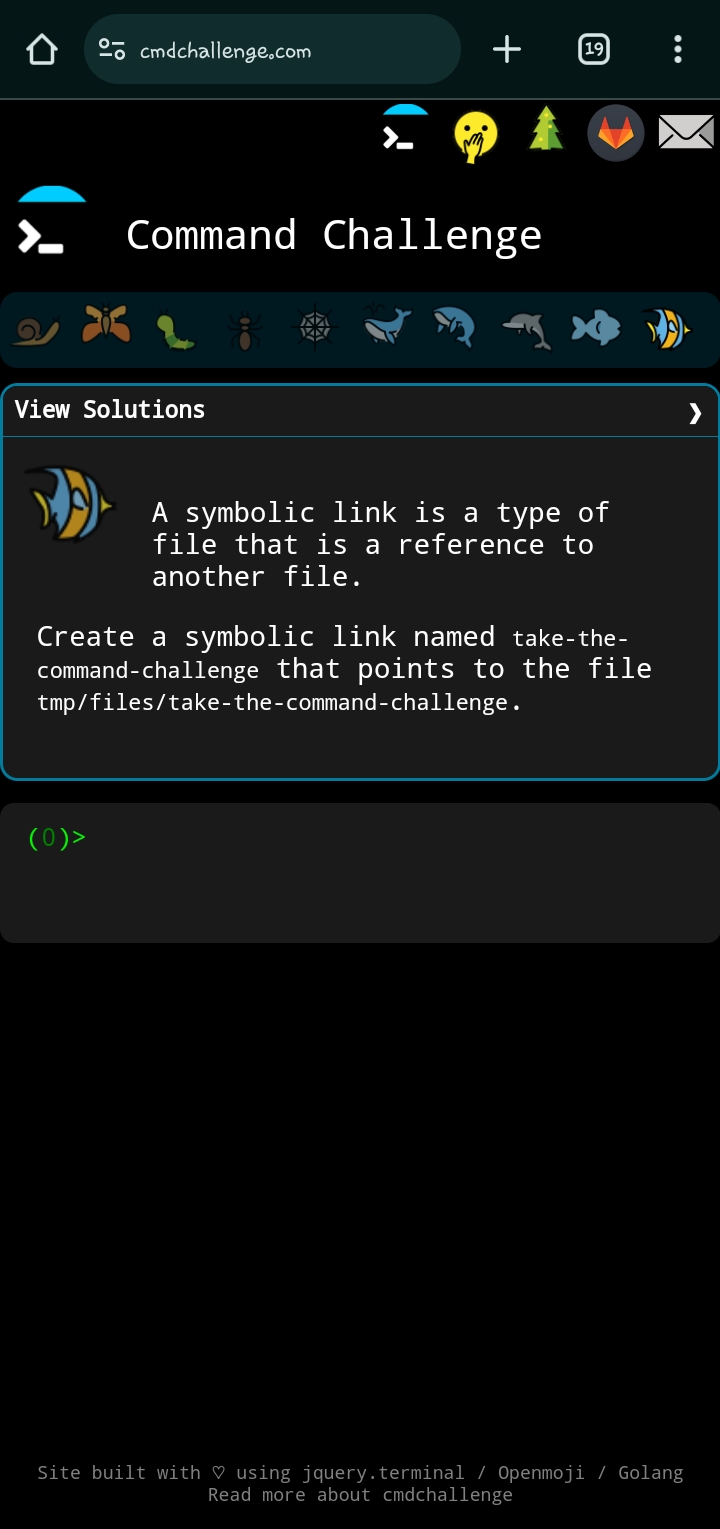 cmdchallenge.com
19
Command Challenge
View Solutions
A symbolic link is a type of
file that is a reference to
another file.
Create a symbolic link named take-the-
command-challenge that points to the file
tmp/files/take-the-command-challenge.
(0)>
Site built with ♡ using jquery.terminal / Openmoji / Golang
Read more about cmdchallenge